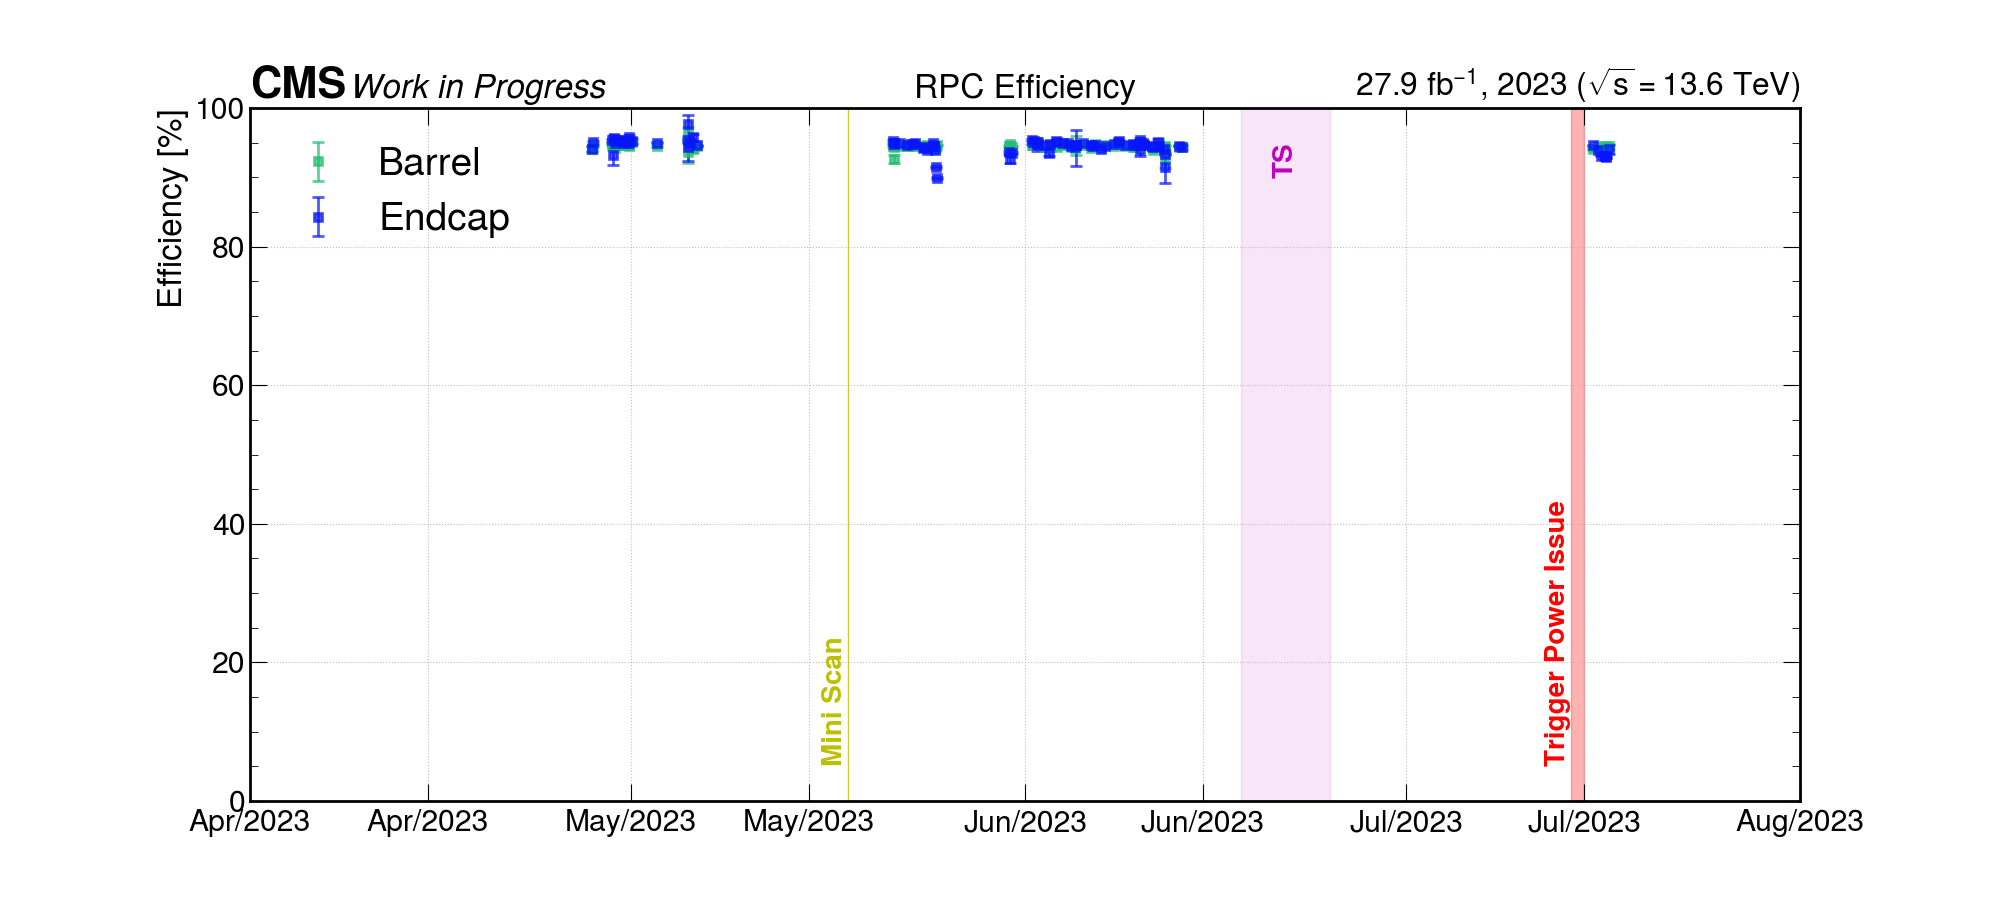 CMS Work in Progress RPC Efficiency 27.9 fb⁻¹, 2023 (√s = 13.6 TeV)
Efficiency [%]
100
80
60
40
20
0
Barrel
Endcap
Mini Scan
TS
Trigger Power Issue
Apr/2023 Apr/2023 May/2023 May/2023 Jun/2023 Jun/2023 Jul/2023 Jul/2023 Aug/2023